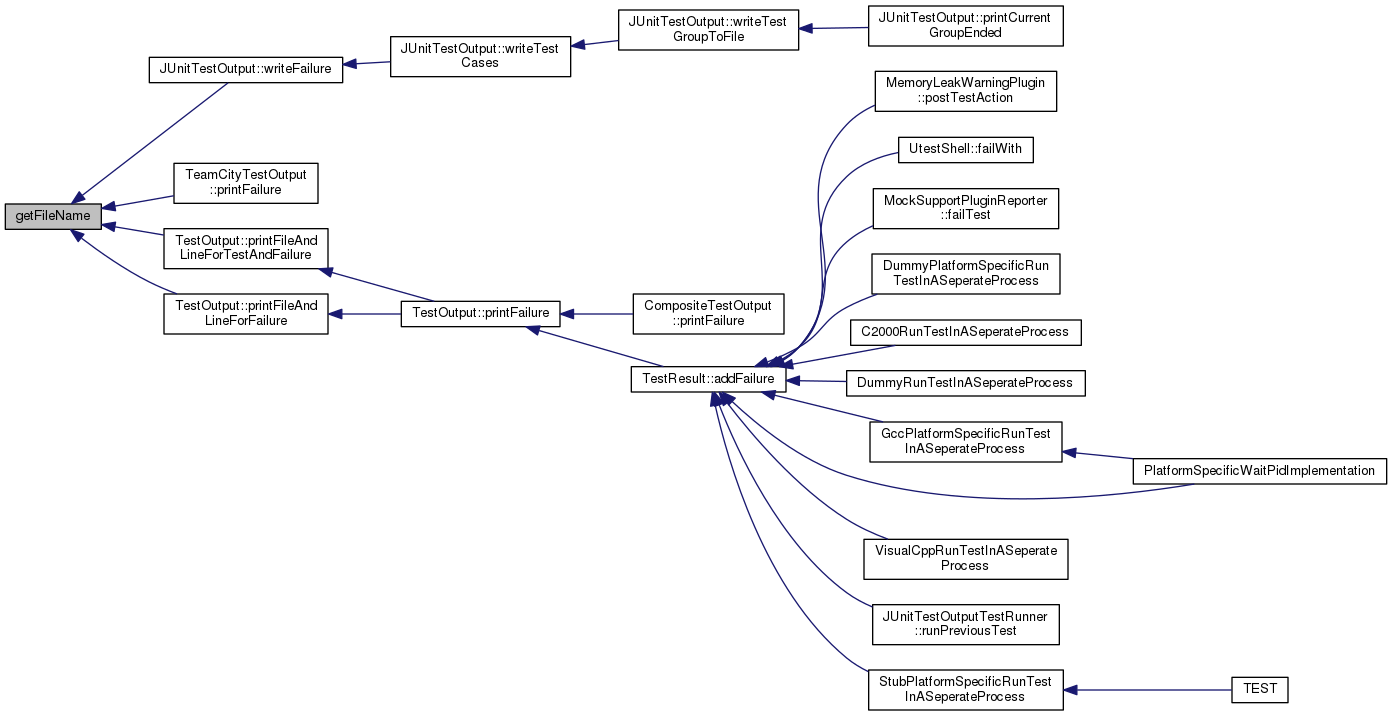 JUnitTestOutput::printCurrent
GroupEnded
JUnitTestOutput::writeTest
GroupToFile
JUnitTestOutput::writeTest
Cases
JUnitTestOutput::writeFailure
MemoryLeakWarningPlugin
::postTestAction
UtestShell::failWith
TeamCityTestOutput
::printFailure
MockSupportPluginReporter
::failTest
getFileName
TestOutput::printFileAnd
LineForTestAndFailure
DummyPlatformSpecificRun
TestInASeperateProcess
TestOutput::printFileAnd
LineForFailure
TestOutput::printFailure
CompositeTestOutput
::printFailure
C2000RunTestInASeperateProcess
TestResult::addFailure
DummyRunTestInASeperateProcess
GccPlatformSpecificRunTest
InASeperateProcess
PlatformSpecificWaitPidImplementation
VisualCppRunTestInASeperate
Process
JUnitTestOutputTestRunner
::runPreviousTest
StubPlatformSpecificRunTest
InASeperateProcess
TEST